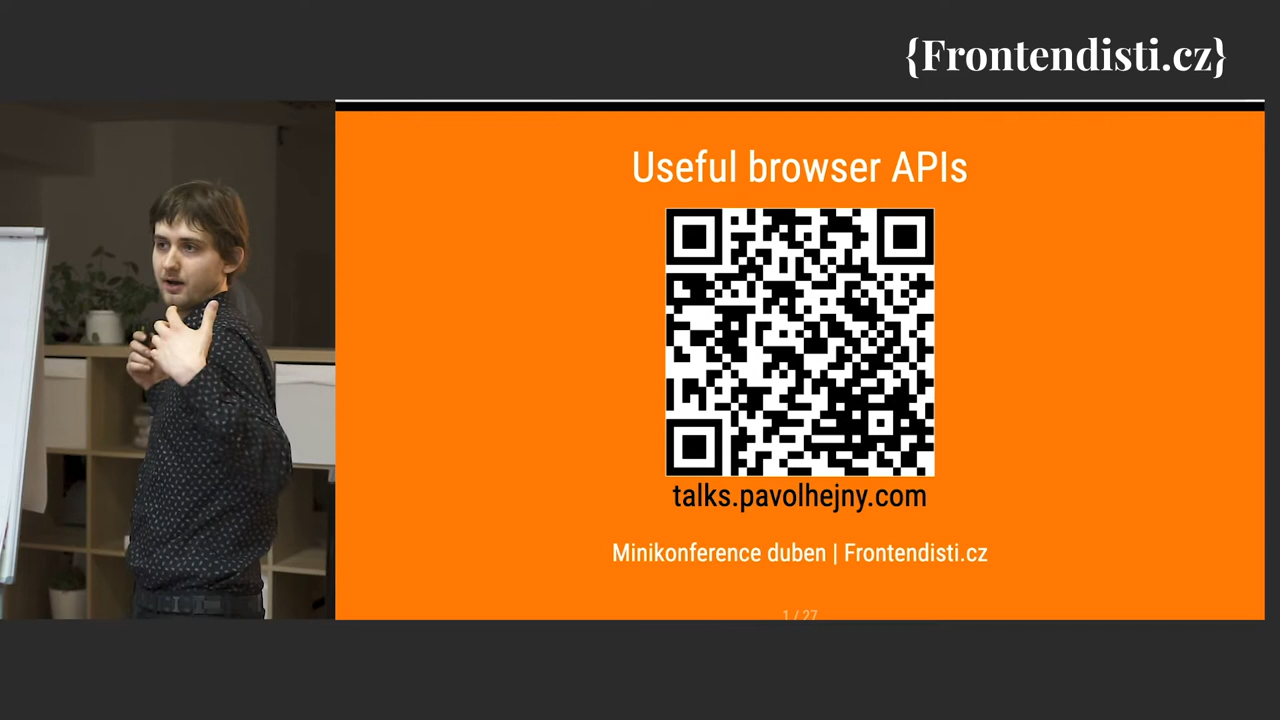 {Frontendisti.cz}
Useful browser APIs
talks.pavolhejny.com
Minikonference duben | Frontendisti.cz
1 / 27